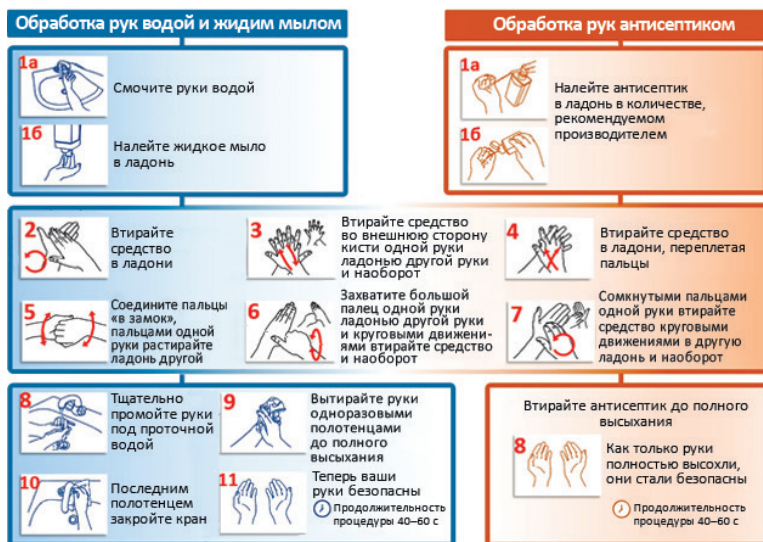 Обработка рук водой и жидим мылом
1а
Смочите руки водой
1б
Налейте жидкое мыло
в ладонь
Обработка рук антисептиком
1а
1б
Налейте антисептик
в ладонь в количестве,
рекомендуемом
производителем
2
Втирайте
средство
в ладони
3
Втирайте средство
во внешнюю сторону
кисти одной руки
ладонью другой руки
и наоборот
4
Втирайте средство
в ладони, переплетая
пальцы
5
Соедините пальцы
«в замок»,
пальцами одной
руки растирайте
ладонь другой
6
Захватите большой
палец одной руки
ладонью другой руки
и круговыми движени-
ями втирайте средство
и наоборот
7
Сомкнутыми пальцами
одной руки втирайте
средство круговыми
движениями в другую
ладонь и наоборот
8
Тщательно
промойте руки
под проточной
водой
9
Вытирайте руки
одноразовыми
полотенцами
до полного
высыхания
10
Последним
полотенцем
закройте кран
11
Теперь ваши
руки безопасны
Продолжительность
процедуры 40–60 с
Втирайте антисептик до полного
высыхания
8
Как только руки
полностью высохли,
они стали безопасны
Продолжительность
процедуры 40–60 с